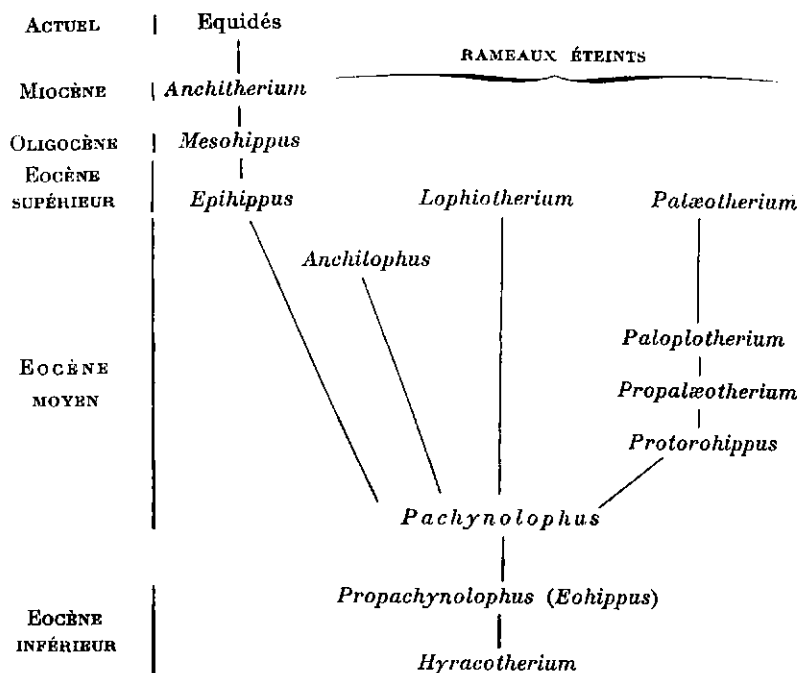 ACTUEL | Equidés
RAMEAUX ÉTEINTS
MIOCÈNE | Anchitherium
OLIGOCÈNE | Mesohippus
EOCÈNE
SUPÉRIEUR Epihippus Lophiotherium Palæotherium
Anchilophus
Paloplotherium
EOCÈNE
MOYEN
Propalæotherium
Protorohippus
Pachynolophus
Propachynolophus (Eohippus)
EOCÈNE
INFÉRIEUR
Hyracotherium